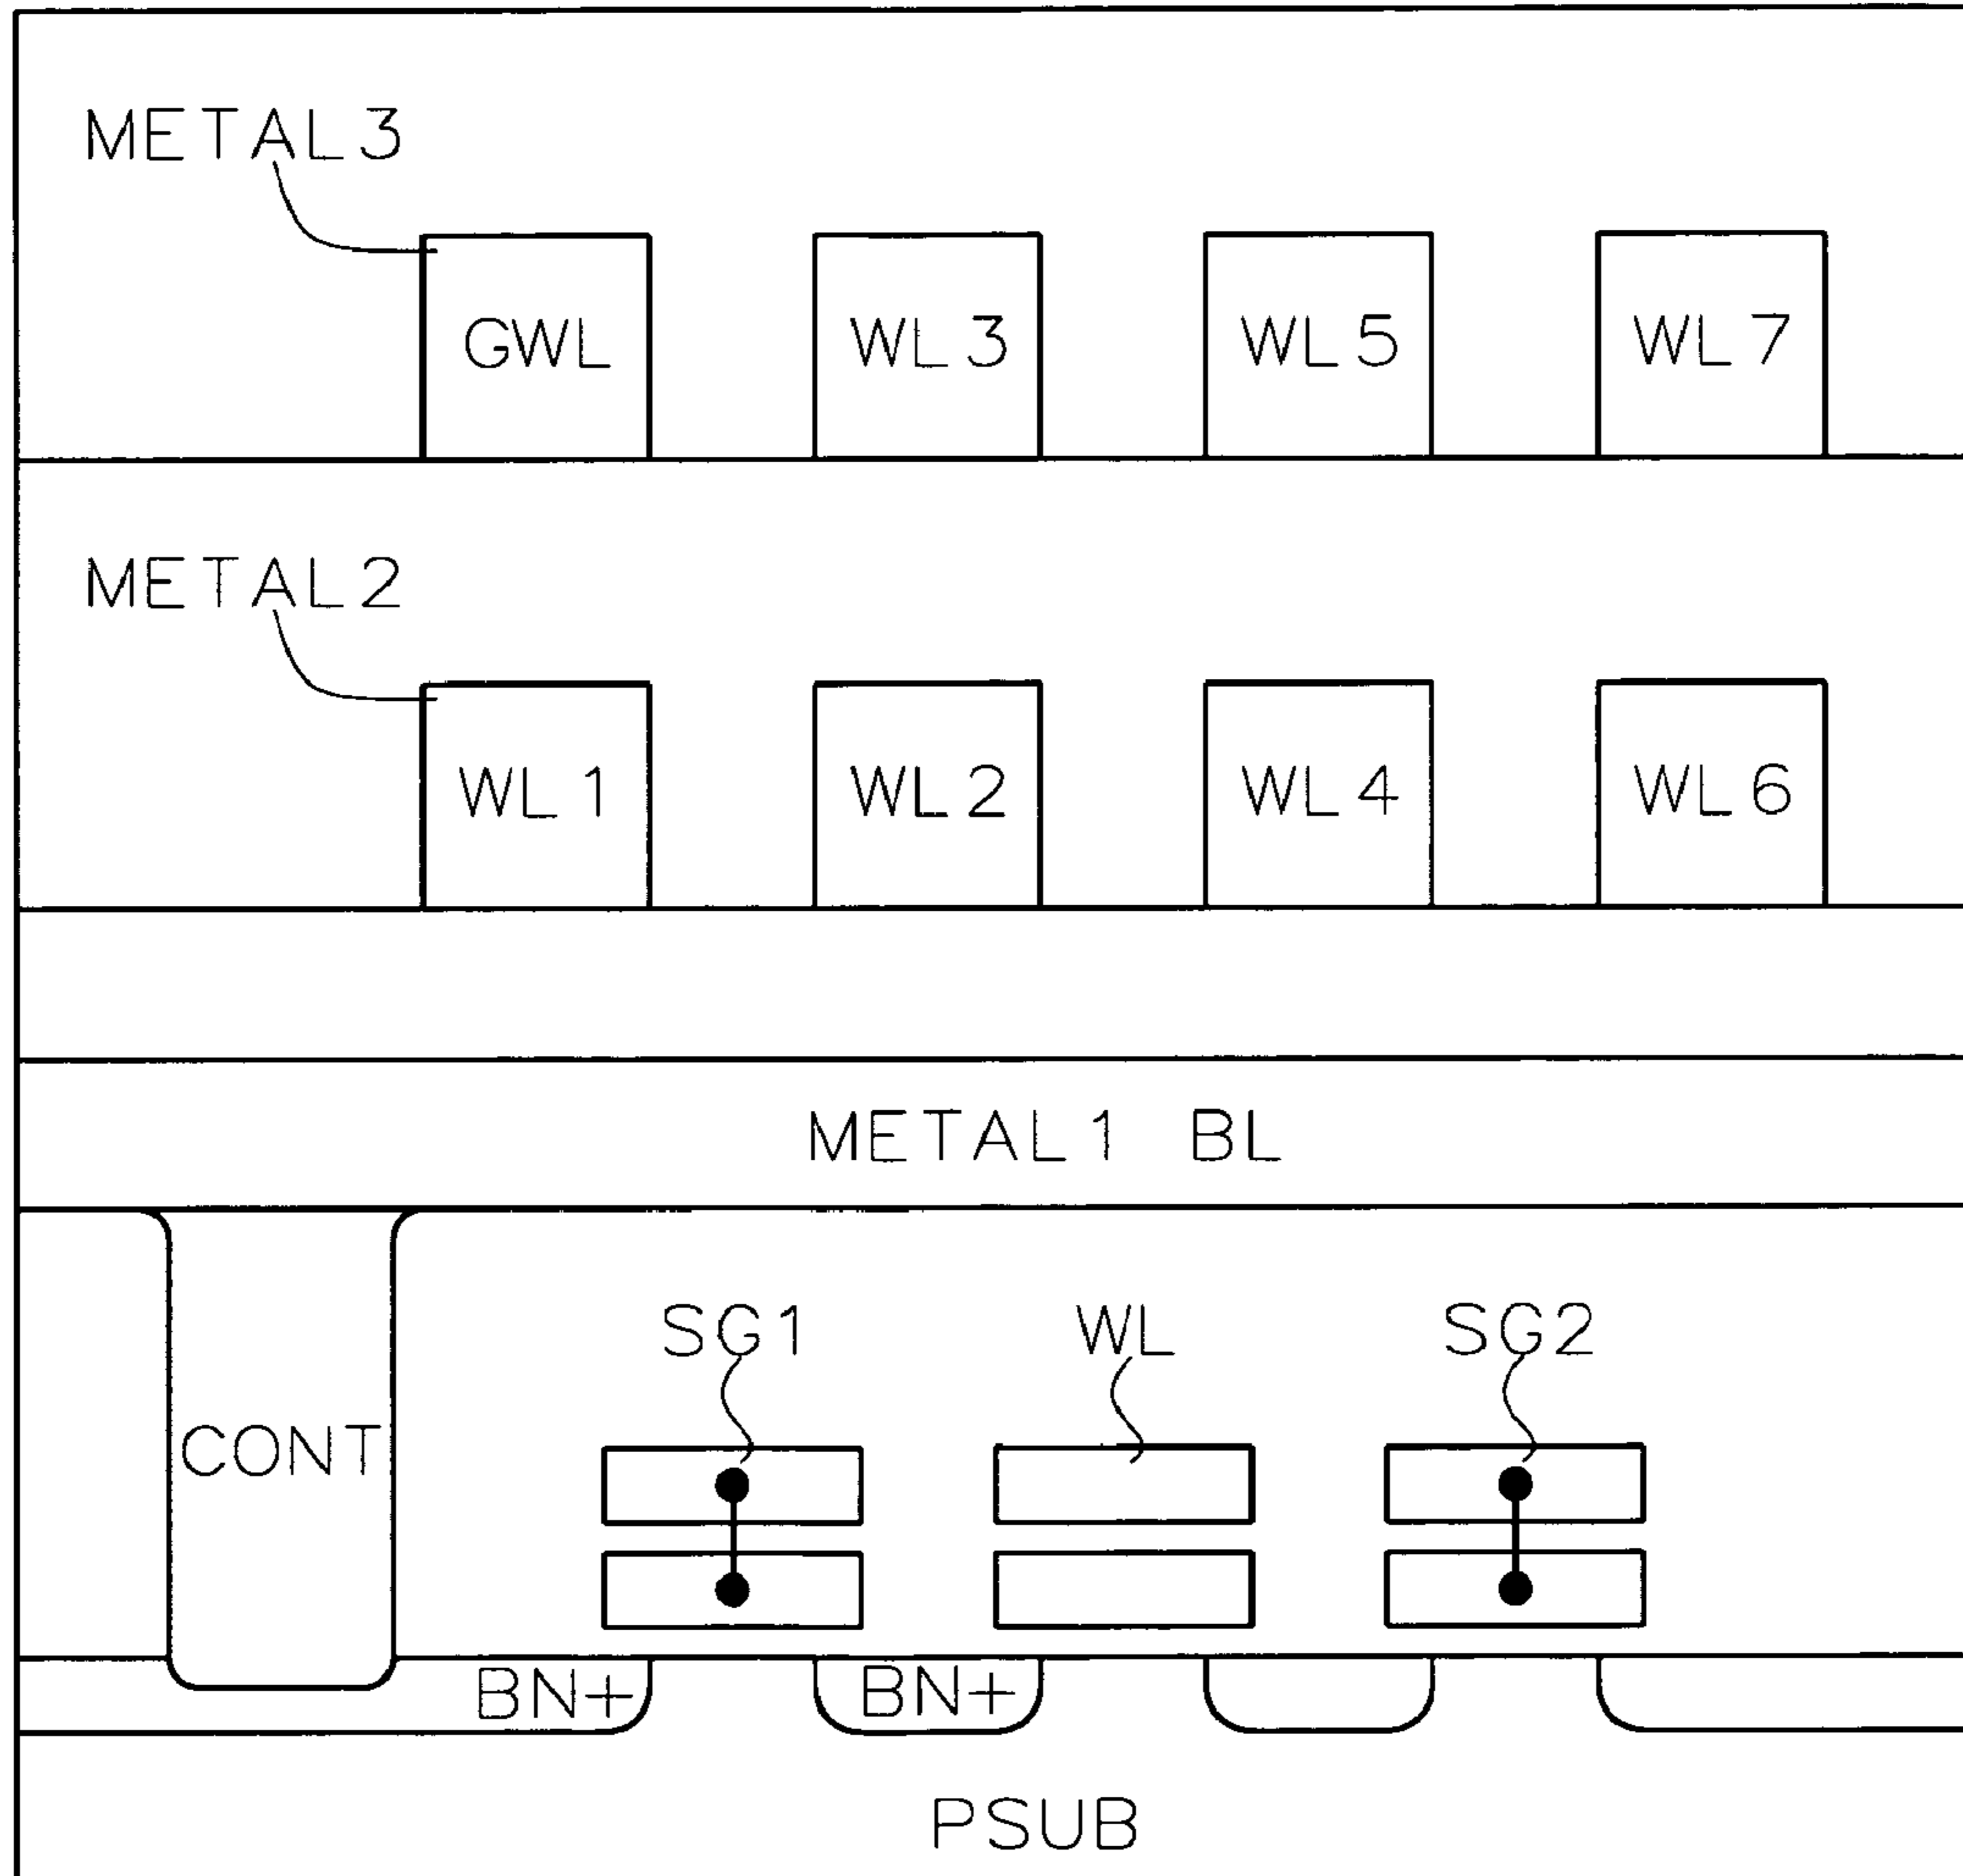 METAL3
GWL WL3 WL5 WL7
METAL2
WL1 WL2 WL4 WL6
METAL1 BL
SG1 WL SG2
CONT
BN+ BN+
PSUB